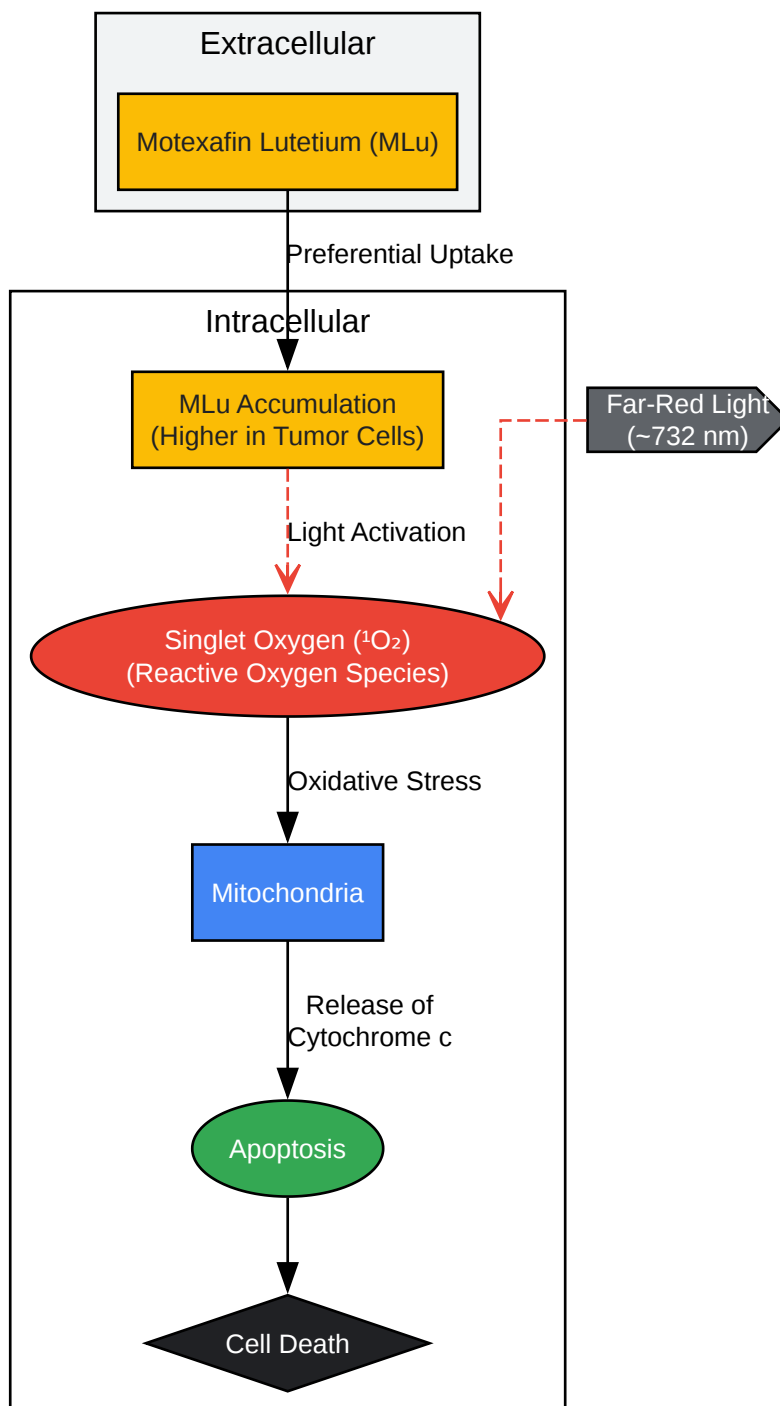 Extracellular
Motexafin Lutetium (MLu)
Preferential Uptake
Intracellular
MLu Accumulation
(Higher in Tumor Cells)
Far-Red Light
(~732 nm)
Light Activation
Singlet Oxygen (¹O₂)
(Reactive Oxygen Species)
Oxidative Stress
Mitochondria
Release of
Cytochrome c
Apoptosis
Cell Death